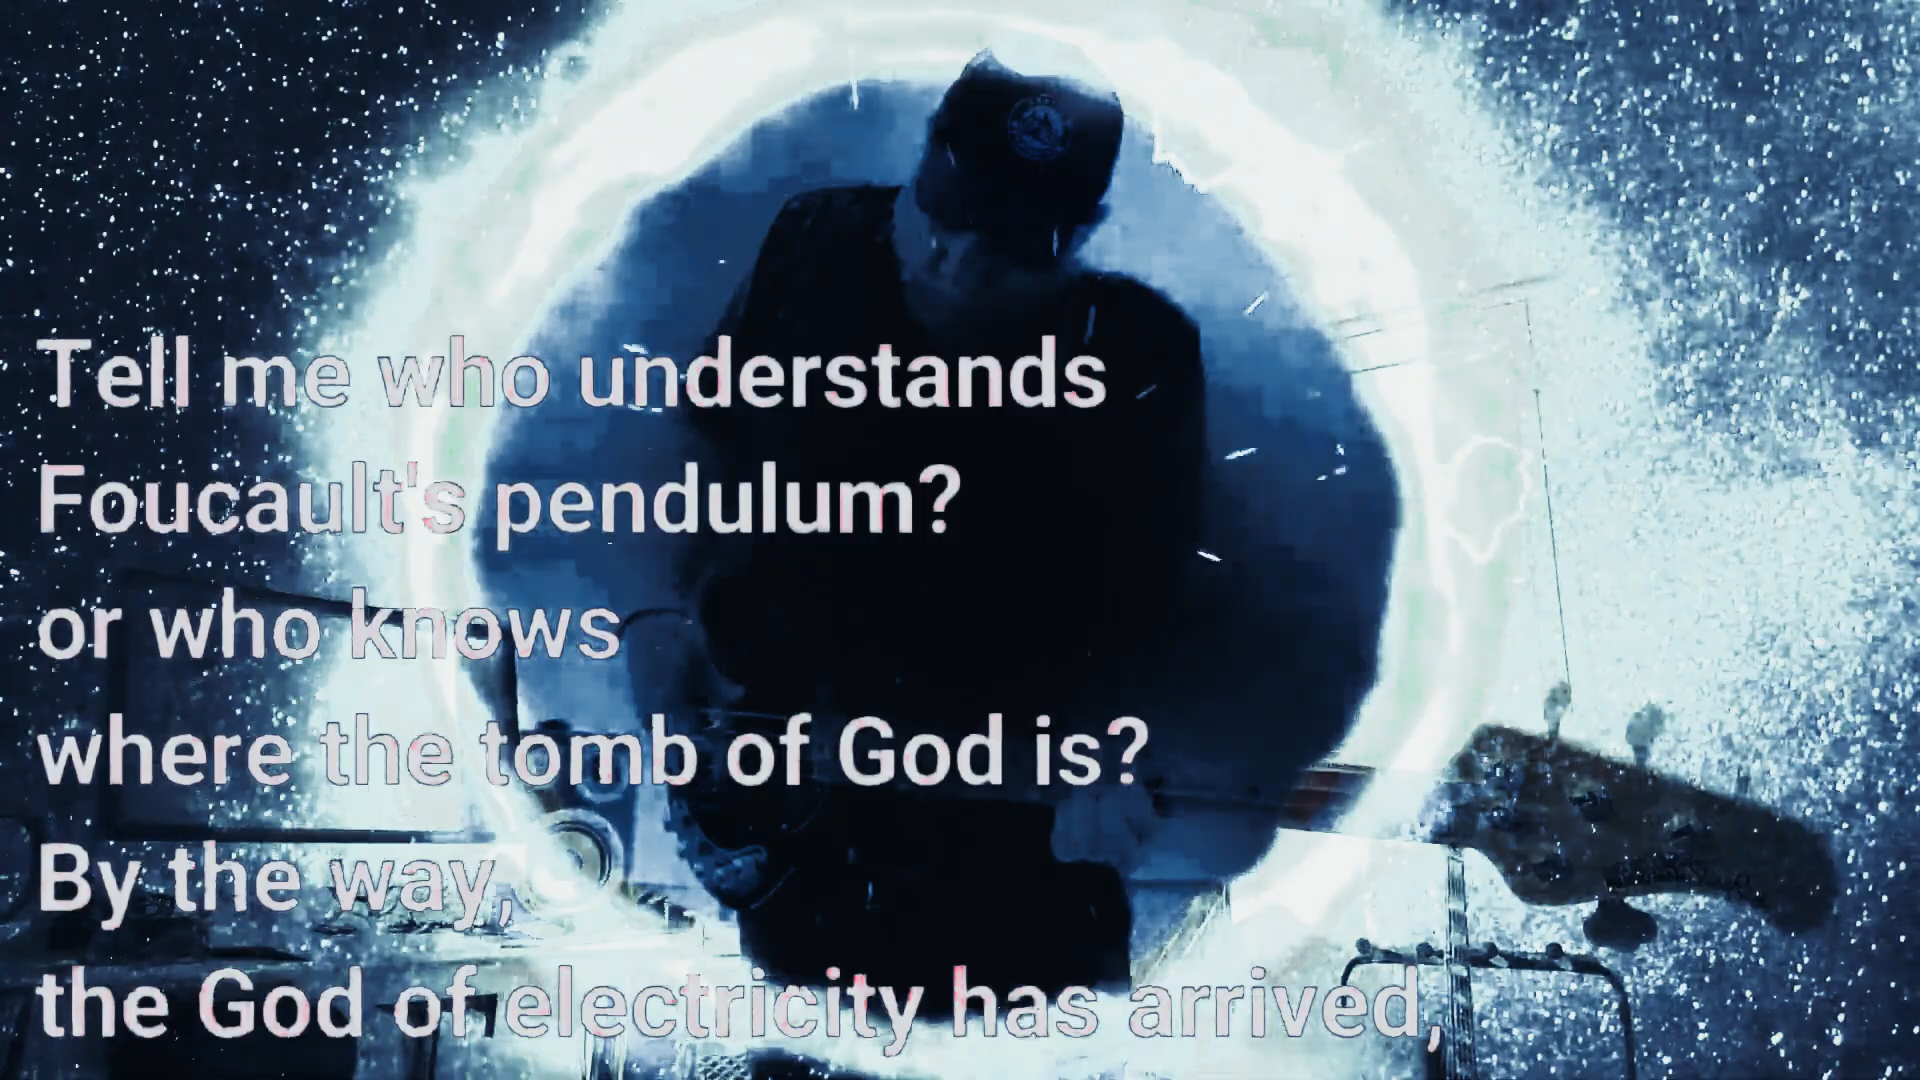 Tell me who understands
Foucault's pendulum?
or who knows
where the tomb of God is?
By the way,
the God of electricity has arrived,